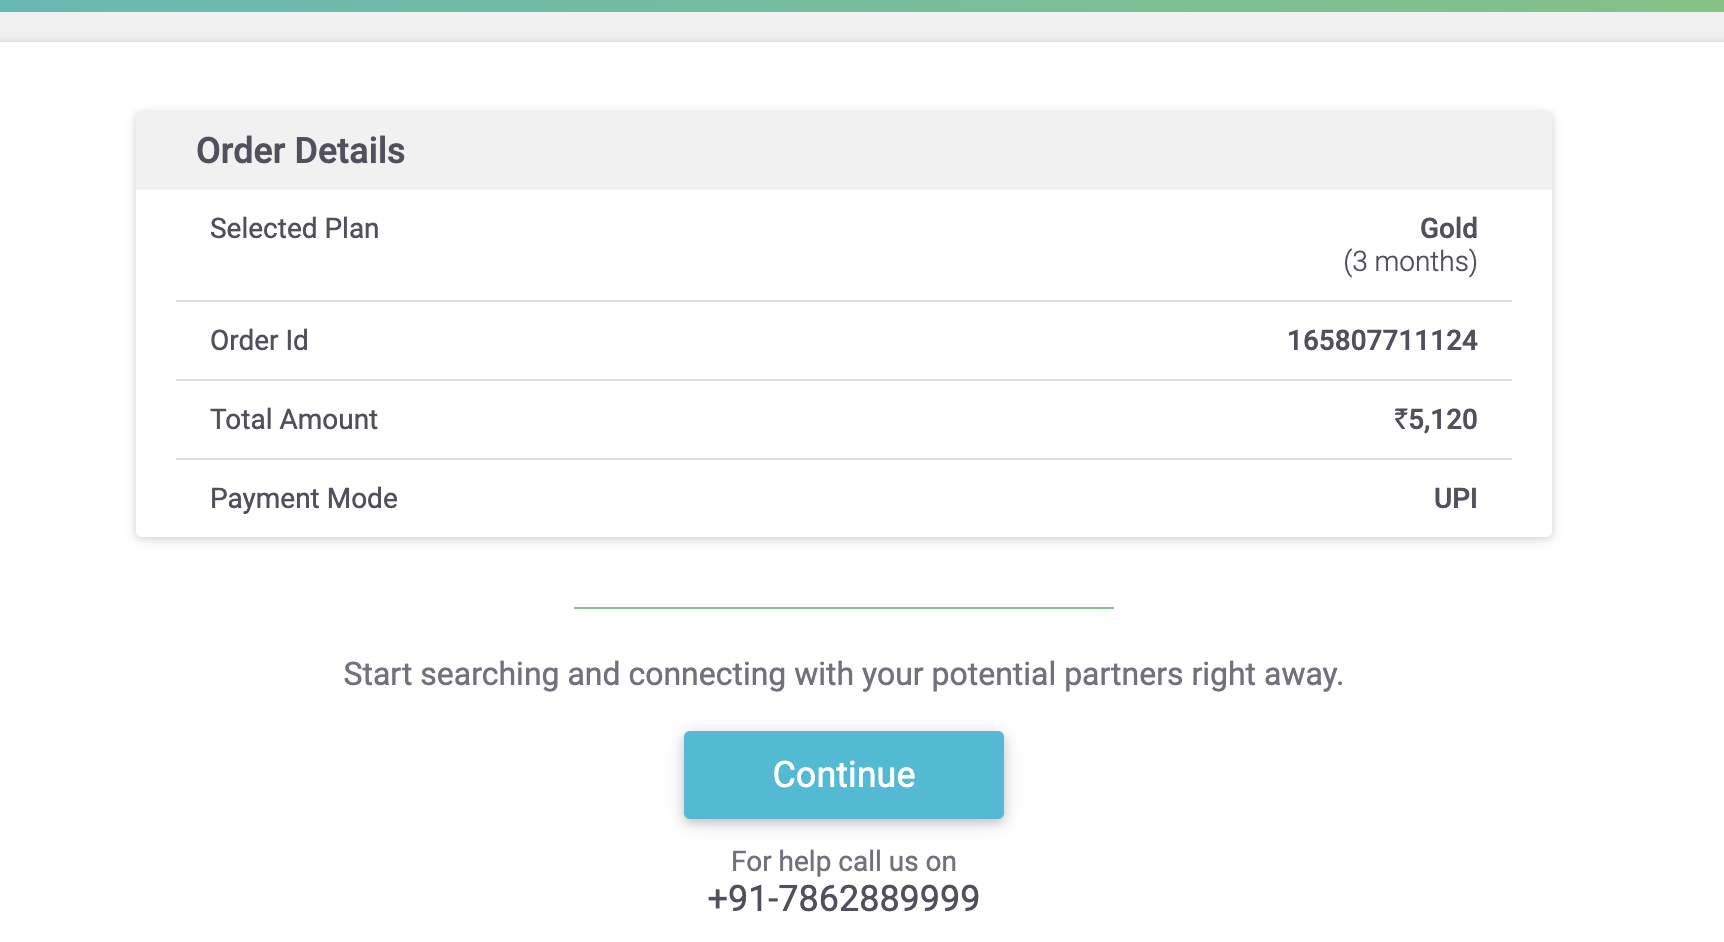 Order Details
Selected Plan
Gold
(3 months)
Order Id
165807711124
Total Amount
₹5,120
Payment Mode
UPI
Start searching and connecting with your potential partners right away.
Continue
For help call us on
+91-7862889999